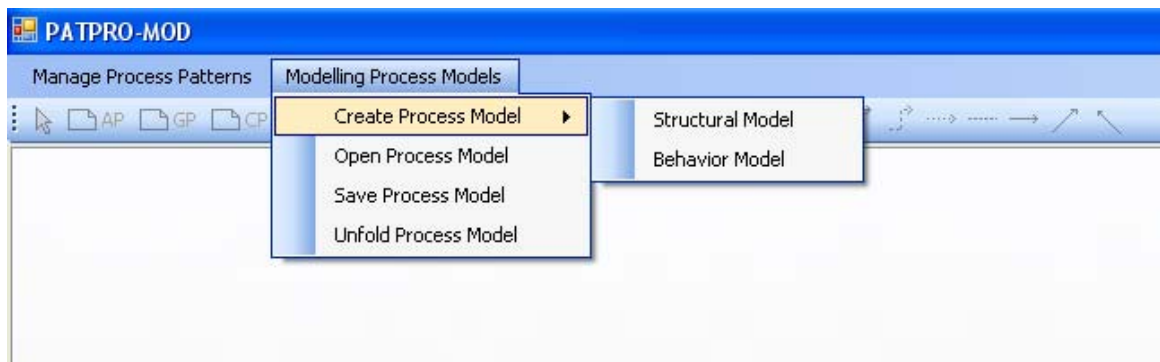 PATPRO-MOD
Manage Process Patterns Modelling Process Models
AP GP CP
Create Process Model
Structural Model
Behavior Model
Open Process Model
Save Process Model
Unfold Process Model